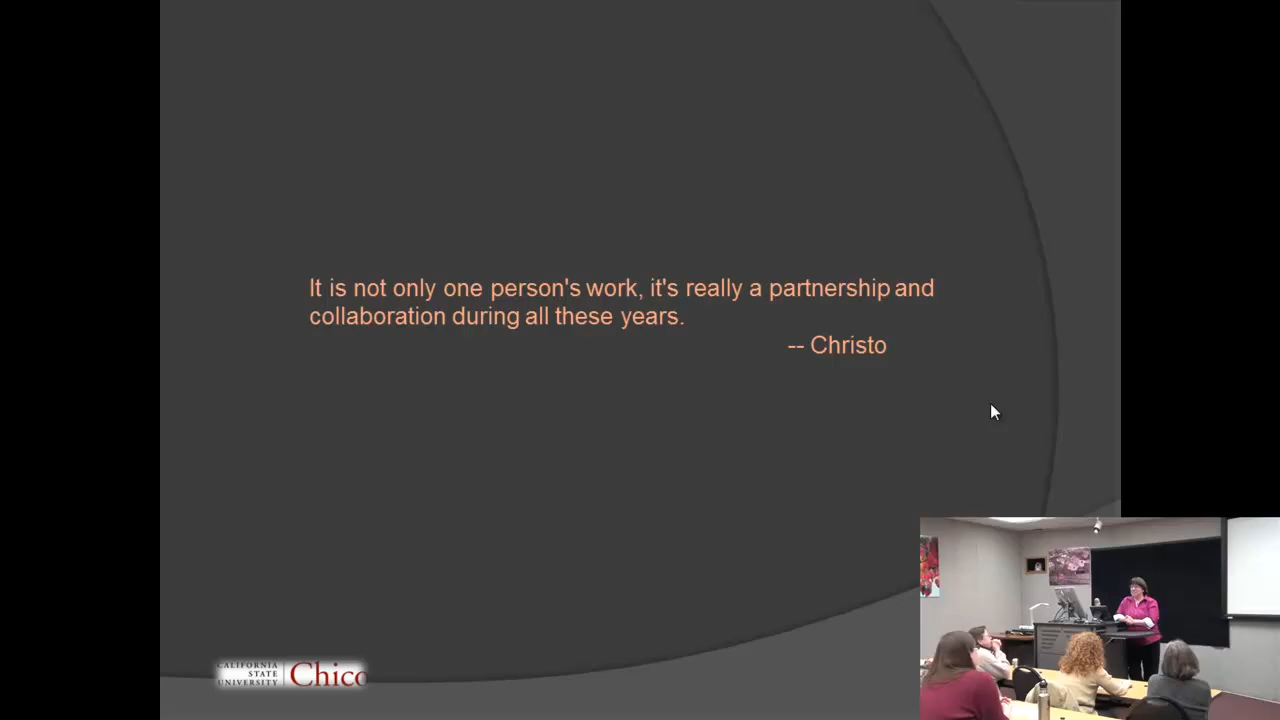 It is not only one person's work, it's really a partnership and
collaboration during all these years.
-- Christo
CALIFORNIA
STATE
UNIVERSITY
Chico